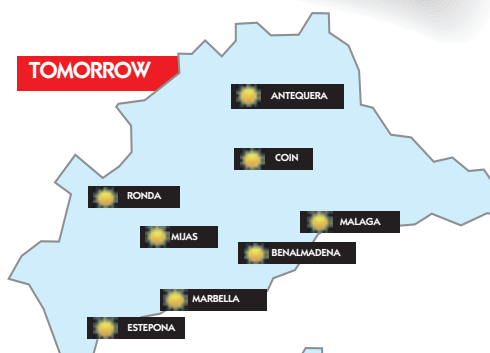 TOMORROW
ANTEQUERA
COIN
RONDA
MALAGA
MIJAS
BENALMADENA
MARBELLA
ESTEPONA